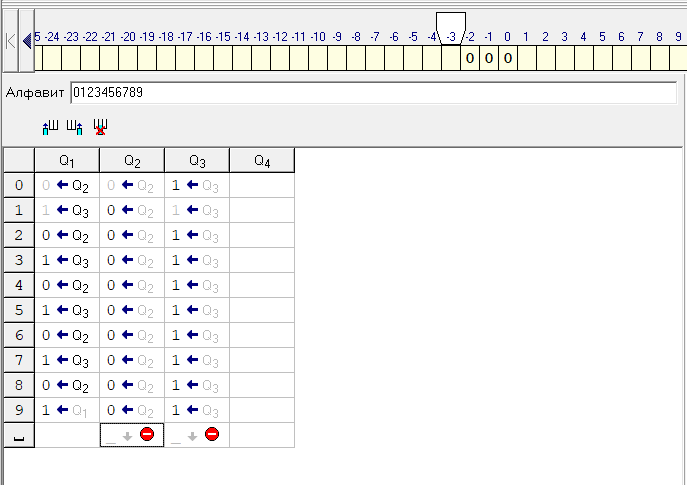 5 -24 -23 -22 -21 -20 -19 -18 -17 -16 -15 -14 -13 -12 -11 -10 -9 -8 -7 -6 -5 -4 -3 -2 -1 0 1 2 3 4 5 6 7 8 9
0 0 0
Алфавит 0123456789
Q1 Q2 Q3 Q4
0 0 ← Q2 0 ← Q2 1 ← Q3
1 1 ← Q3 0 ← Q2 1 ← Q3
2 0 ← Q2 0 ← Q2 1 ← Q3
3 1 ← Q3 0 ← Q2 1 ← Q3
4 0 ← Q2 0 ← Q2 1 ← Q3
5 1 ← Q3 0 ← Q2 1 ← Q3
6 0 ← Q2 0 ← Q2 1 ← Q3
7 1 ← Q3 0 ← Q2 1 ← Q3
8 0 ← Q2 0 ← Q2 1 ← Q3
9 1 ← Q1 0 ← Q2 1 ← Q3
␣ _ ↓ _ ↓